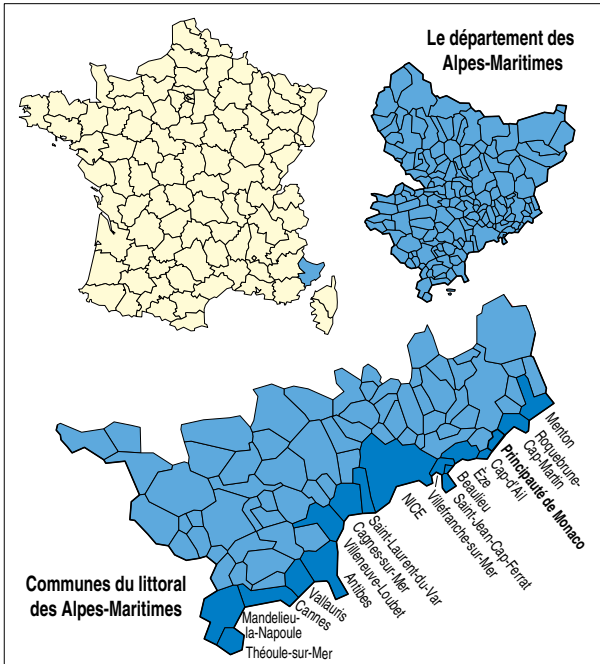 Le département des
Alpes-Maritimes
Menton
Roquebrune-
Cap-Martin
Principauté de Monaco
Cap-d'Ail
Èze
Beaulieu
Saint-Jean-Cap-Ferrat
Villefranche-sur-Mer
NICE
Saint-Laurent-du-Var
Cagnes-sur-Mer
Villeneuve-Loubet
Antibes
Vallauris
Cannes
Mandelieu-
la-Napoule
Théoule-sur-Mer
Communes du littoral
des Alpes-Maritimes